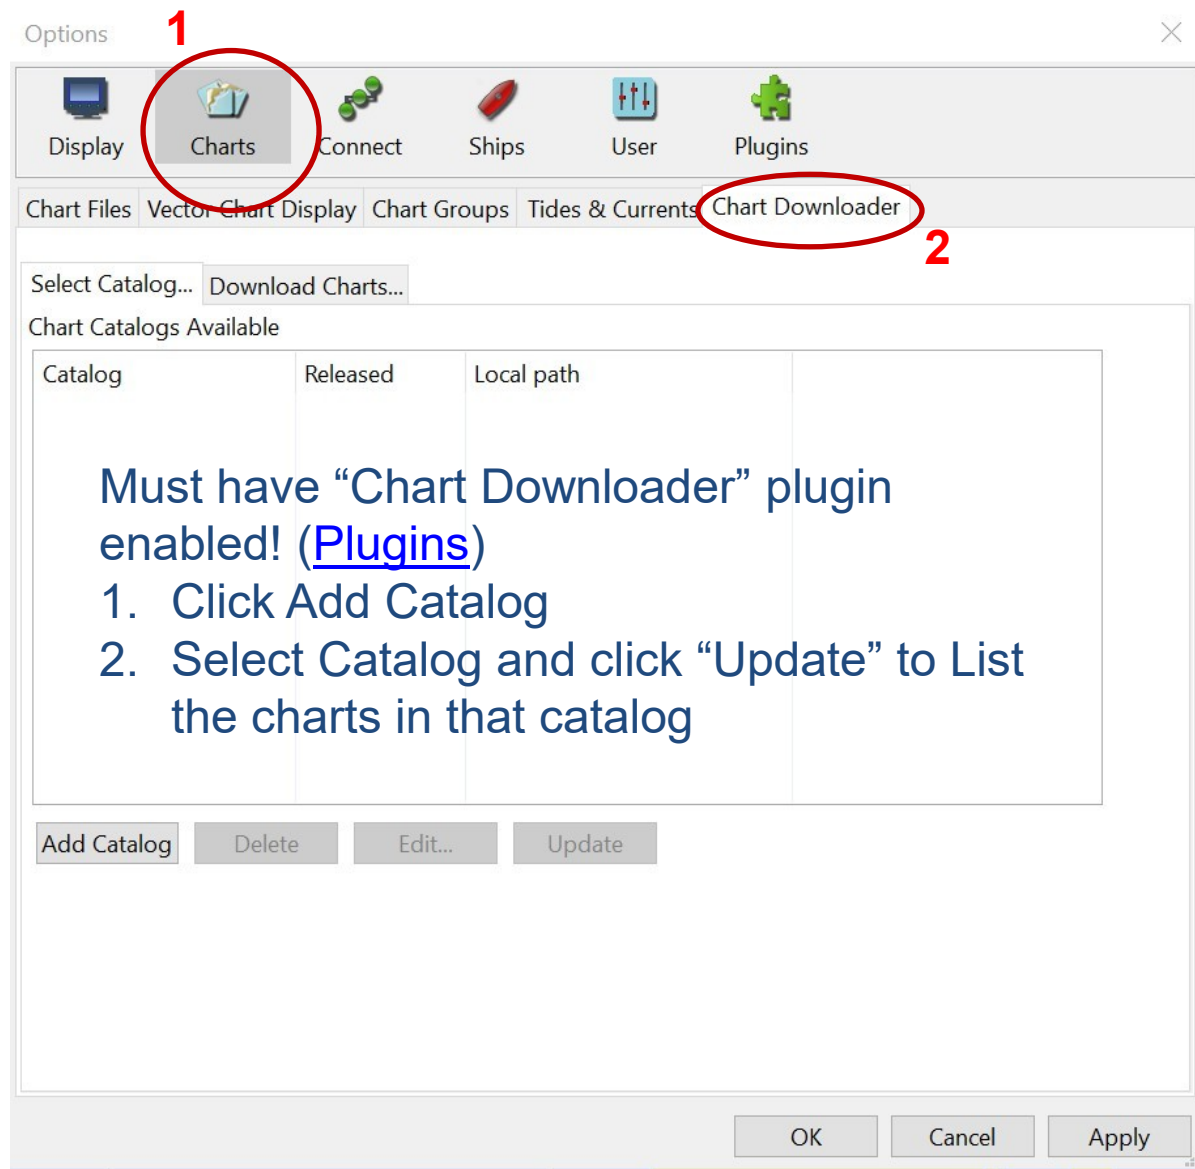 Options 1
Display Charts Connect Ships User Plugins
Chart Files Vector Chart Display Chart Groups Tides & Currents Chart Downloader
2
Select Catalog... Download Charts...
Chart Catalogs Available
Catalog Released Local path
Must have “Chart Downloader” plugin
enabled! (Plugins)
1. Click Add Catalog
2. Select Catalog and click “Update” to List
the charts in that catalog
Add Catalog Delete Edit... Update
OK Cancel Apply